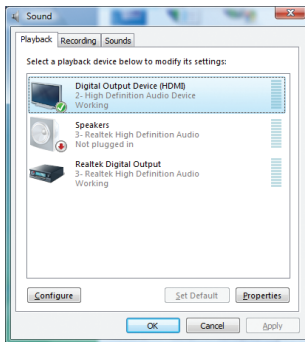 Sound
Playback Recording Sounds
Select a playback device below to modify its settings:
Digital Output Device (HDMI)
2- High Definition Audio Device
Working
Speakers
3- Realtek High Definition Audio
Not plugged in
Realtek Digital Output
3- Realtek High Definition Audio
Working
Configure Set Default Properties
OK Cancel Apply